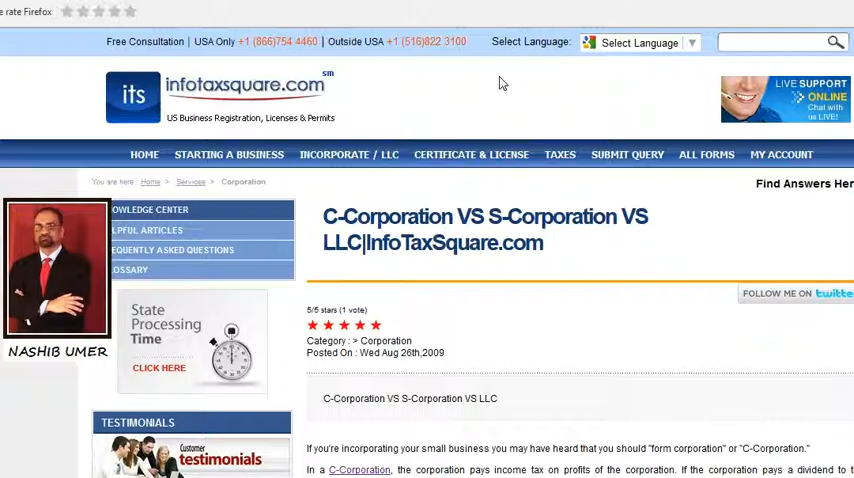 e rate Firefox
Free Consultation | USA Only +1 (866)754 4460 | Outside USA +1 (516)822 3100
Select Language: Select Language
its infotaxsquare.com sm
US Business Registration, Licenses & Permits
LIVE SUPPORT
ONLINE
Chat with
us LIVE!
HOME STARTING A BUSINESS INCORPORATE / LLC CERTIFICATE & LICENSE TAXES SUBMIT QUERY ALL FORMS MY ACCOUNT
You are here : Home > Services > Corporation
Find Answers Her
OWLEDGE CENTER
LPFUL ARTICLES
EQUENTLY ASKED QUESTIONS
LOSSARY
NASHIB UMER
State
Processing
Time
CLICK HERE
TESTIMONIALS
Customer
testimonials
C-Corporation VS S-Corporation VS
LLC|InfoTaxSquare.com
FOLLOW ME ON twitte
5/5 stars (1 vote)
Category : > Corporation
Posted On : Wed Aug 26th,2009
C-Corporation VS S-Corporation VS LLC
If you're incorporating your small business you may have heard that you should "form corporation" or "C-Corporation."
In a C-Corporation, the corporation pays income tax on profits of the corporation. If the corporation pays a dividend to t